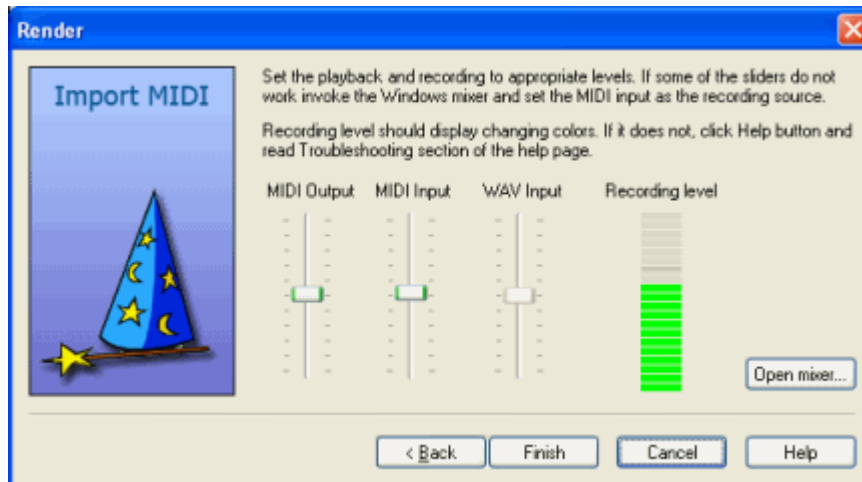 Render
Import MIDI
Set the playback and recording to appropriate levels. If some of the sliders do not
work invoke the Windows mixer and set the MIDI input as the recording source.
Recording level should display changing colors. If it does not, click Help button and
read Troubleshooting section of the help page.
MIDI Output MIDI Input WAV Input Recording level
Open mixer...
< Back Finish Cancel Help